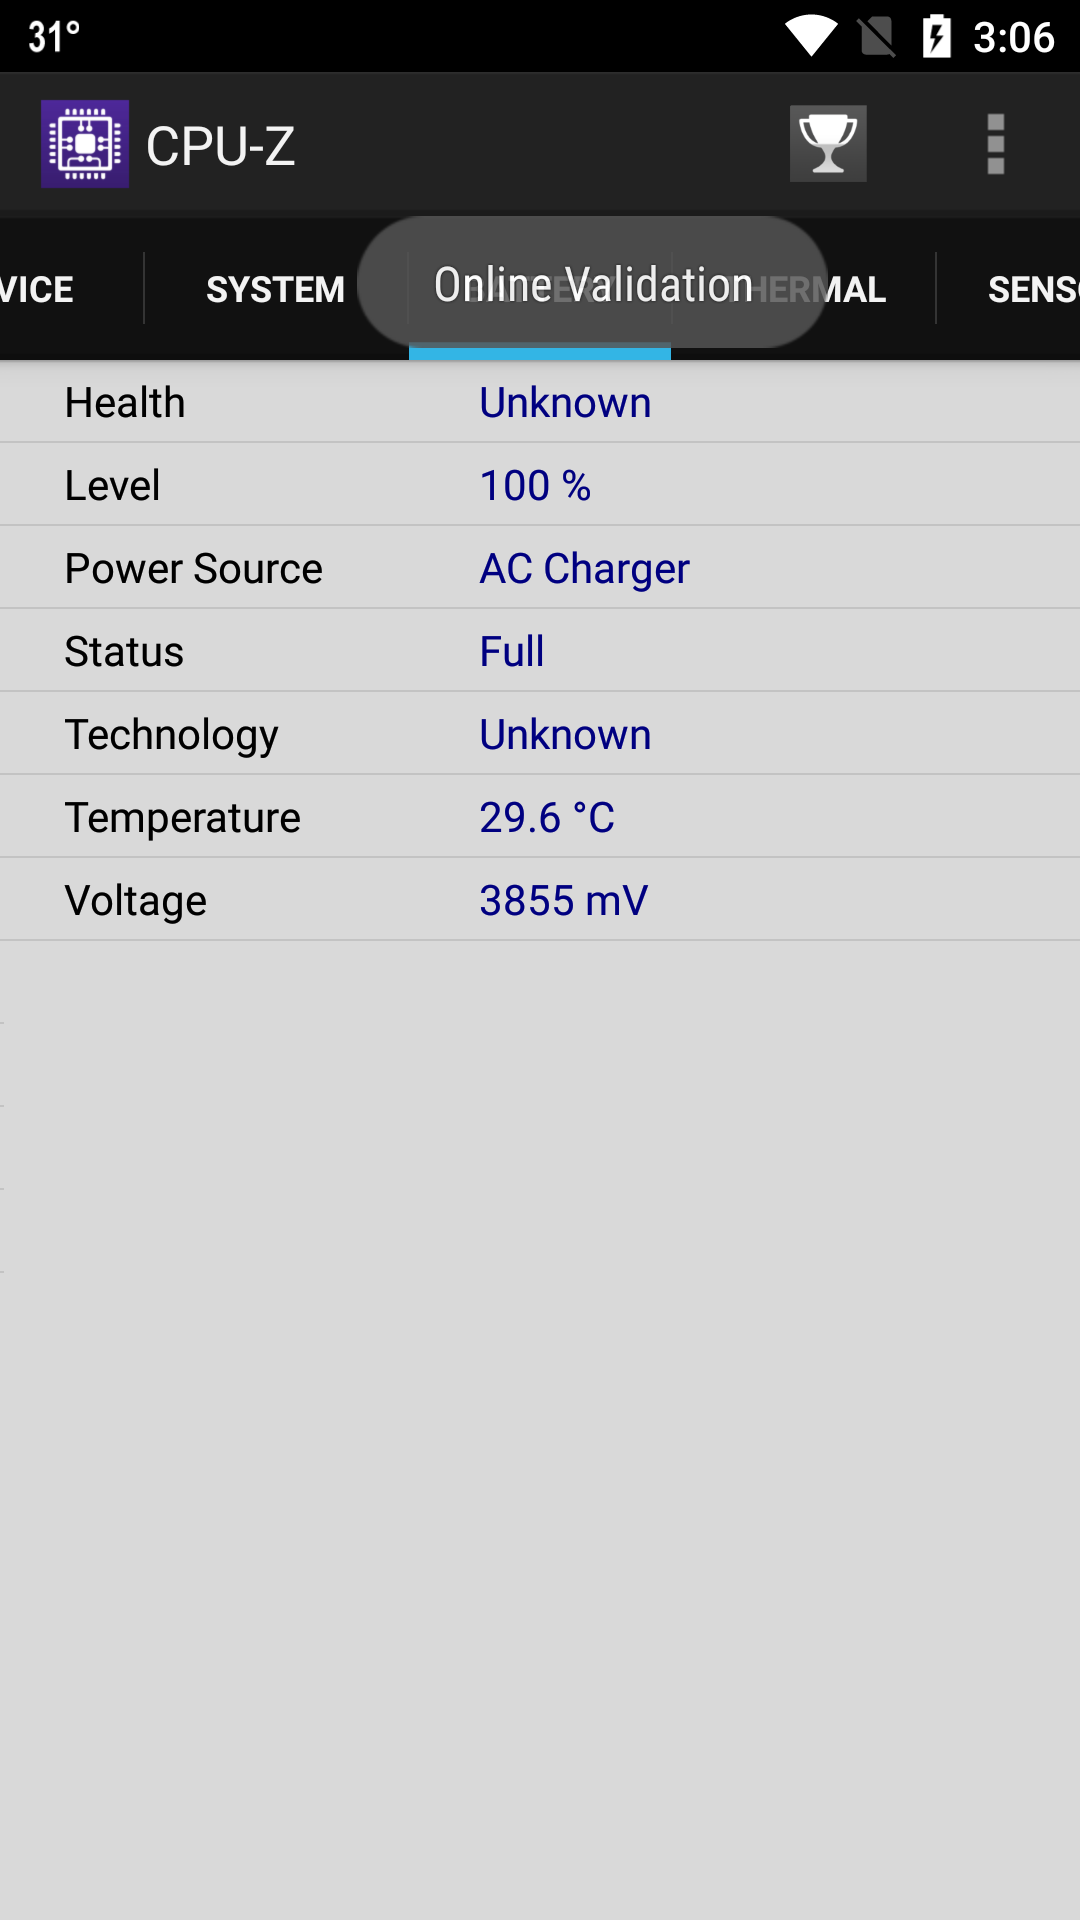 31° 3:06
CPU-Z
VICE SYSTEM Online Validation THERMAL SENS
Health Unknown
Level 100 %
Power Source AC Charger
Status Full
Technology Unknown
Temperature 29.6 °C
Voltage 3855 mV